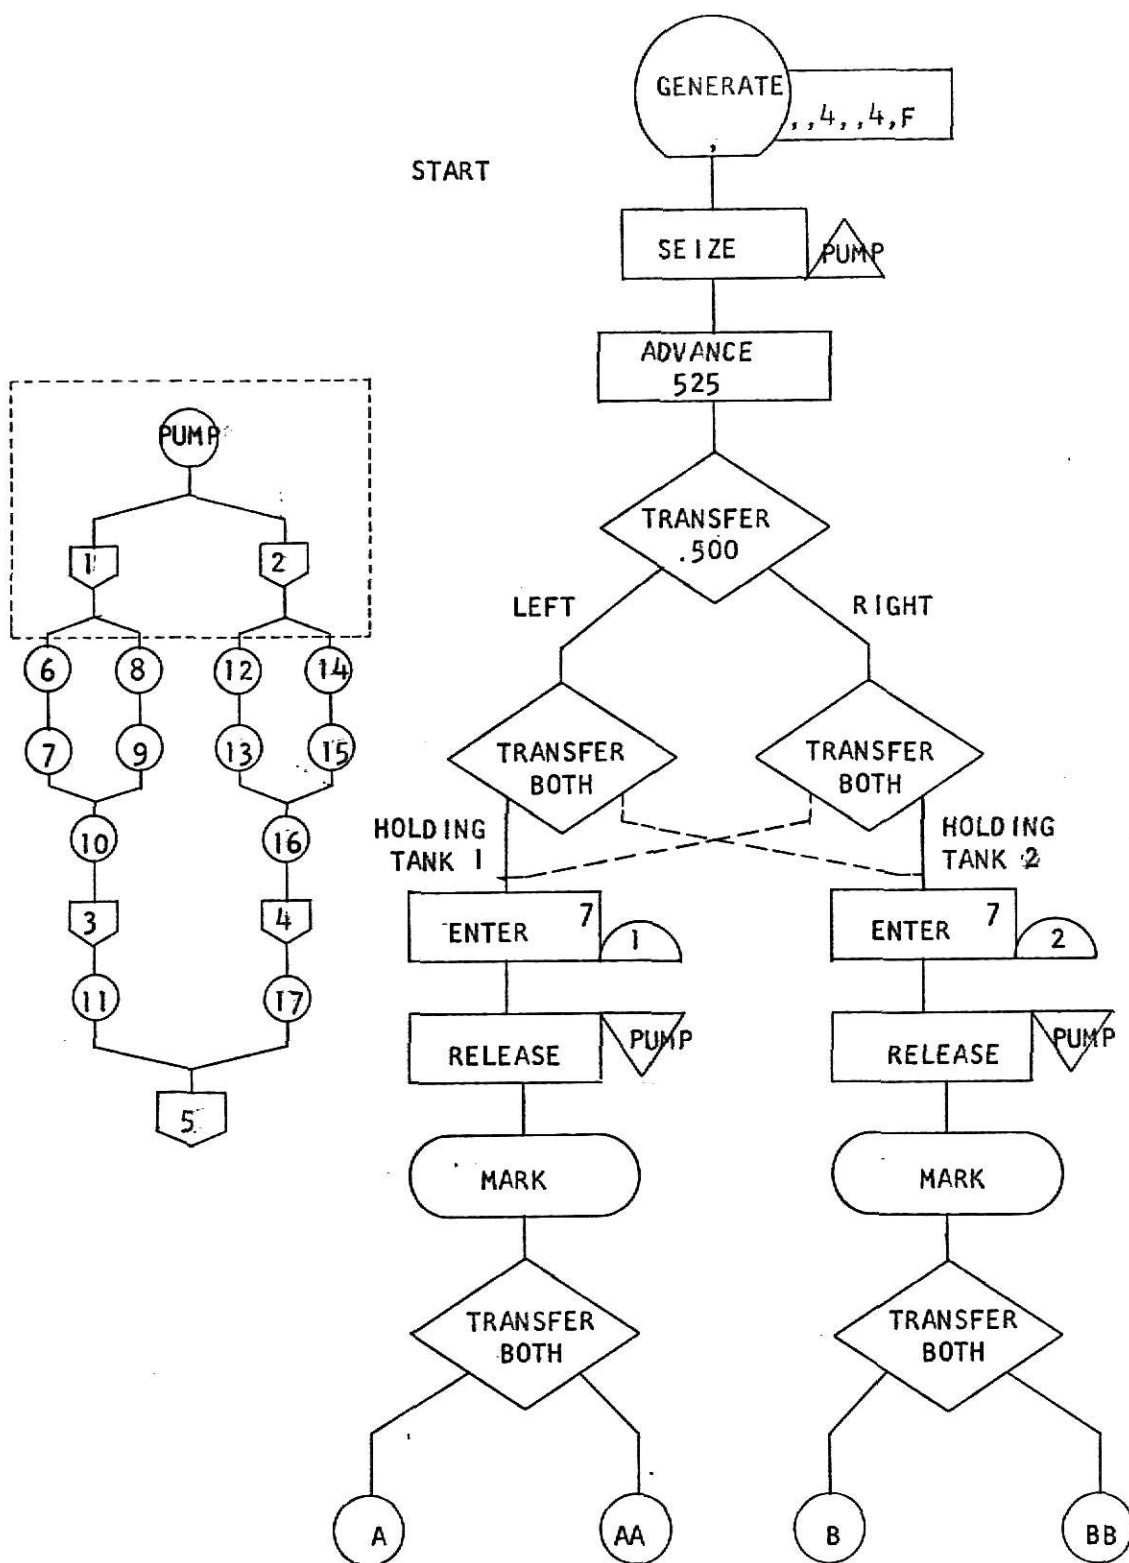 GENERATE
, ,4, ,4,F
,
START
SEIZE
PUMP
ADVANCE
525
PUMP
TRANSFER
.500
1
2
LEFT
RIGHT
6
8
12
14
7
9
13
15
TRANSFER
BOTH
TRANSFER
BOTH
10
16
HOLDING
TANK 1
HOLDING
TANK 2
3
4
ENTER 7
1
ENTER 7
2
11
17
RELEASE
PUMP
RELEASE
PUMP
5
MARK
MARK
TRANSFER
BOTH
TRANSFER
BOTH
A
AA
B
BB